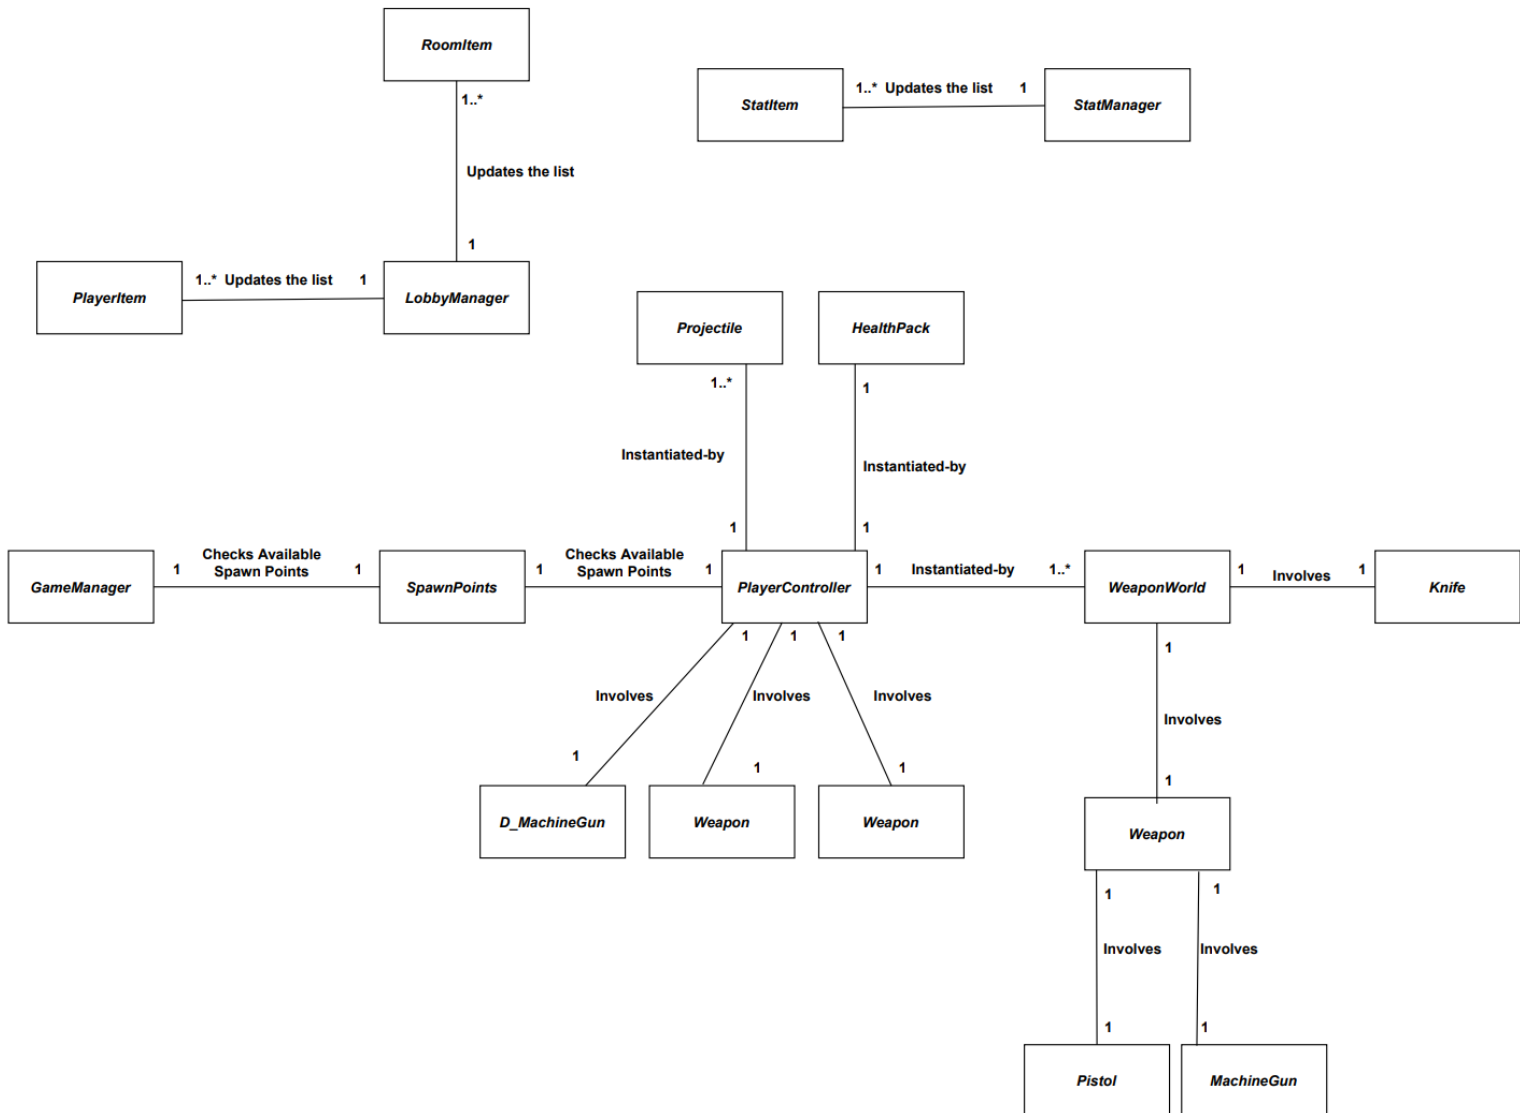 RoomItem
1..*
Updates the list
1
StatItem
1..* Updates the list 1
StatManager
PlayerItem
1..* Updates the list 1
LobbyManager
Projectile
1..*
Instantiated-by
1
HealthPack
1
Instantiated-by
1
GameManager
1
Checks Available
Spawn Points
1
SpawnPoints
1
Checks Available
Spawn Points
1
PlayerController
1
Instantiated-by
1..*
WeaponWorld
1
Involves
1
Knife
1
Involves
1
D_MachineGun
1
Involves
1
Weapon
1
Involves
1
Weapon
1
Involves
1
Weapon
1
Involves
1
Pistol
1
Involves
1
MachineGun